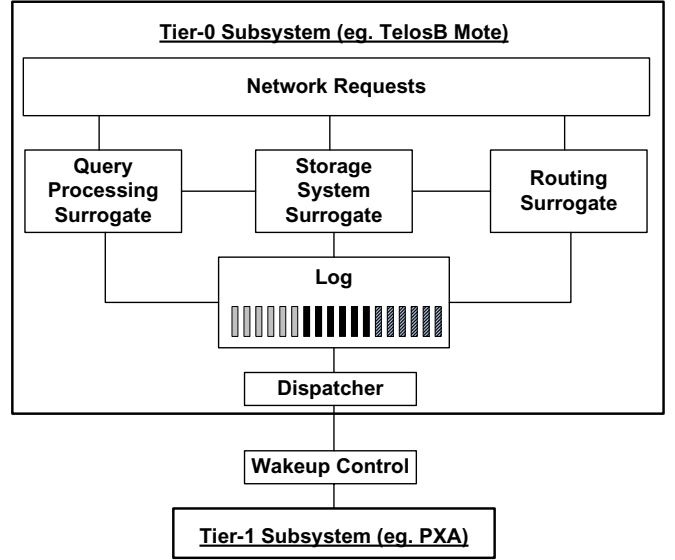 Tier-0 Subsystem (eg. TelosB Mote)
Network Requests
Query
Processing
Surrogate
Storage
System
Surrogate
Routing
Surrogate
Log
Dispatcher
Wakeup Control
Tier-1 Subsystem (eg. PXA)